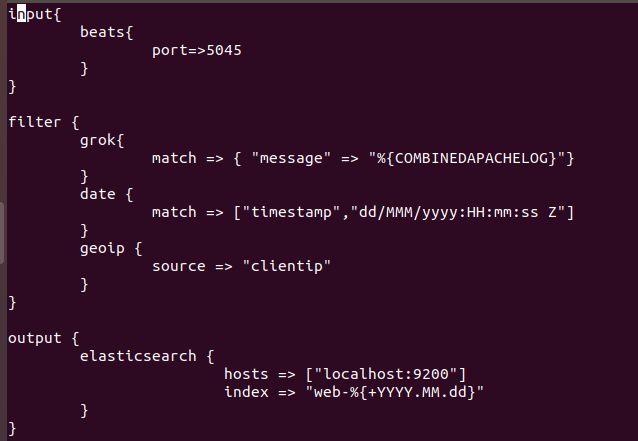 input{
        beats{
                port=>5045
        }
}

filter {
        grok{
                match => { "message" => "%{COMBINEDAPACHELOG}"}
        }
        date {
                match => ["timestamp","dd/MMM/yyyy:HH:mm:ss Z"]
        }
        geoip {
                source => "clientip"
        }
}

output {
        elasticsearch {
                        hosts => ["localhost:9200"]
                        index => "web-%{+YYYY.MM.dd}"
        }
}